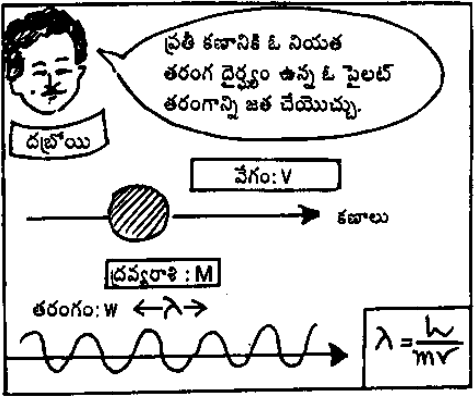 ప్రతీ కణానికి ఓ నియత
తరంగ దైర్ఘ్యం ఉన్న ఓ పైలట్
తరంగాన్ని జత చేయొచ్చు.
దబ్రోయి
వేగం: V
కణాలు
ద్రవ్యరాశి : M
తరంగం: W ←λ→
λ = h/mv